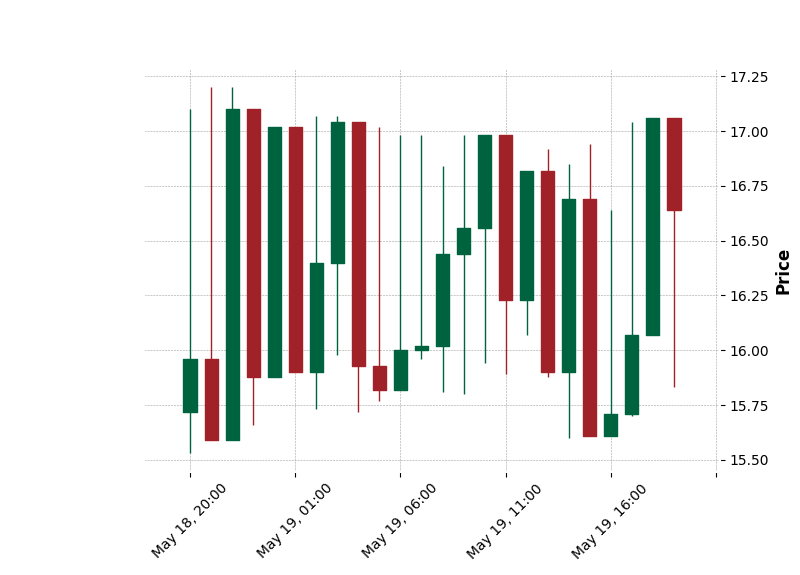 17.25
17.00
16.75
16.50
16.25
16.00
15.75
15.50
Price
May 18, 20:00
May 19, 01:00
May 19, 06:00
May 19, 11:00
May 19, 16:00